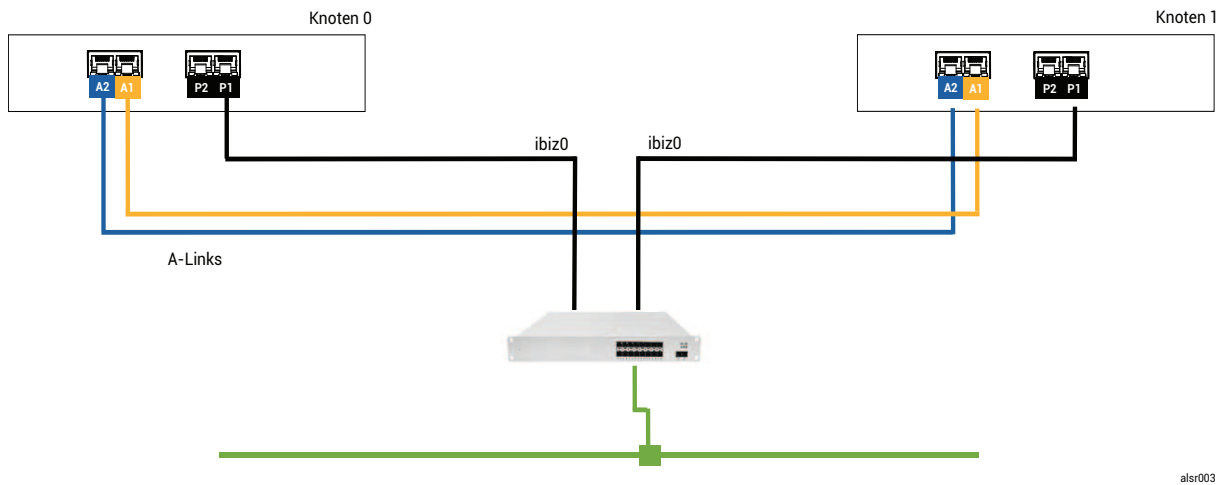 Knoten 0
Knoten 1
A2 A1 P2 P1
A2 A1 P2 P1
ibiz0
ibiz0
A-Links
alsr003